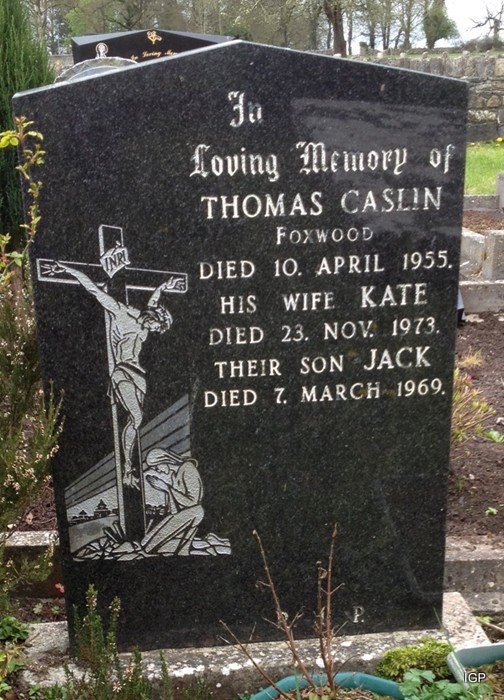 In
Loving Memory of
THOMAS CASLIN
FOXWOOD
DIED 10. APRIL 1955.
HIS WIFE KATE
DIED 23. NOV. 1973.
THEIR SON JACK
DIED 7. MARCH 1969.
INRI
P.
IGP